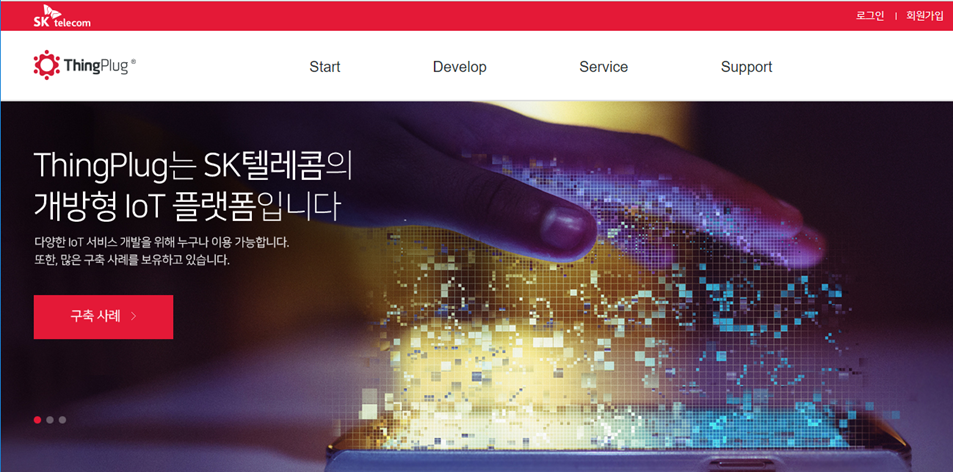 SK telecom
로그인 | 회원가입
ThingPlug®
Start Develop Service Support
ThingPlug는 SK텔레콤의
개방형 IoT 플랫폼입니다
다양한 IoT 서비스 개발을 위해 누구나 이용 가능합니다.
또한, 많은 구축 사례를 보유하고 있습니다.
구축 사례 >